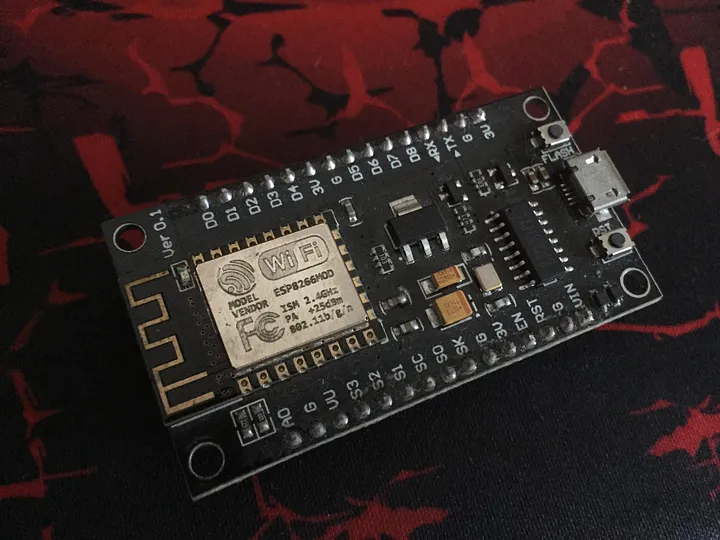 Ver 0.1
D0
D1
D2
D3
D4
3V
G
D5
D6
D7
D8
RX
TX
G
3V
FLASH
Wi Fi
MODEL
VENDOR
ESP8266MOD
ISM 2.4GHz
PA +25dBm
802.11b/g/n
FC
RST
A0
G
VU
S3
S2
S1
SC
SO
SK
G
3V
EN
RST
G
VIN